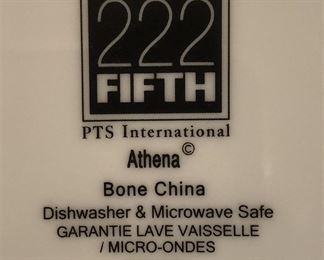 222
FIFTH
PTS International
Athena©
Bone China
Dishwasher & Microwave Safe
GARANTIE LAVE VAISSELLE
/ MICRO-ONDES